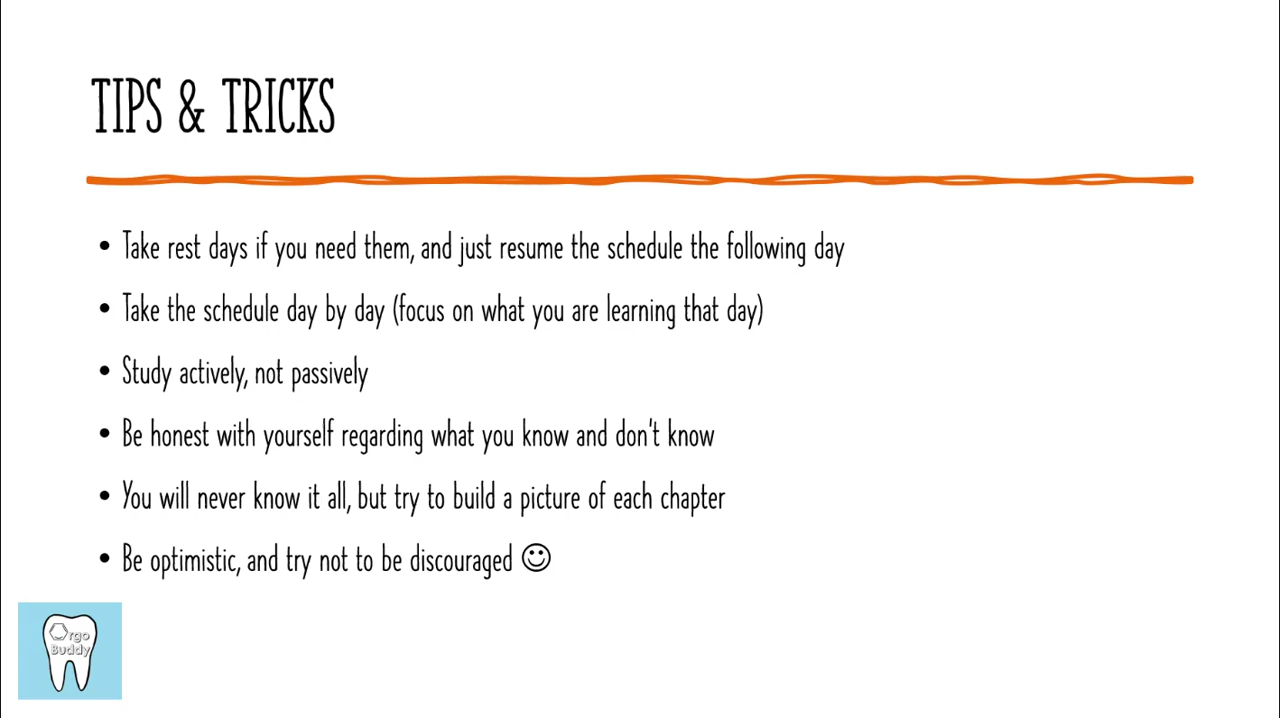 TIPS & TRICKS
• Take rest days if you need them, and just resume the schedule the following day
• Take the schedule day by day (focus on what you are learning that day)
• Study actively, not passively
• Be honest with yourself regarding what you know and don't know
• You will never know it all, but try to build a picture of each chapter
• Be optimistic, and try not to be discouraged ☺
Orgo
Buddy